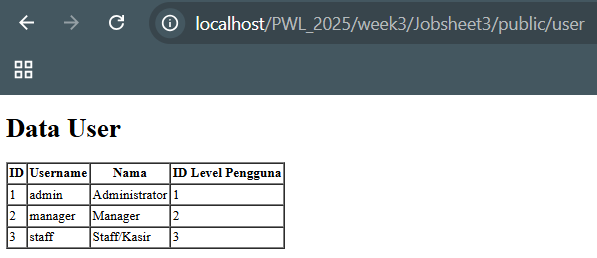 localhost/PWL_2025/week3/Jobsheet3/public/user
Data User
ID Username Nama ID Level Pengguna
1 admin Administrator 1
2 manager Manager 2
3 staff Staff/Kasir 3